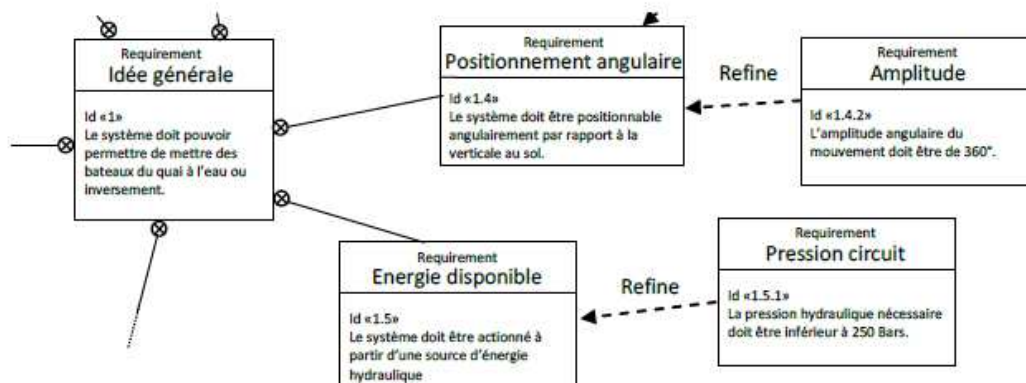 Requirement
Idée générale
Id «1»
Le système doit pouvoir
permettre de mettre des
bateaux du quai à l'eau ou
inversement.
Requirement
Positionnement angulaire
Id «1.4»
Le système doit être positionnable
angulairement par rapport à la
verticale au sol.
Refine
Requirement
Amplitude
Id «1.4.2»
L'amplitude angulaire du
mouvement doit être de 360°.
Requirement
Energie disponible
Id «1.5»
Le système doit être actionné à
partir d'une source d'énergie
hydraulique
Refine
Requirement
Pression circuit
Id «1.5.1»
La pression hydraulique nécessaire
doit être inférieur à 250 Bars.